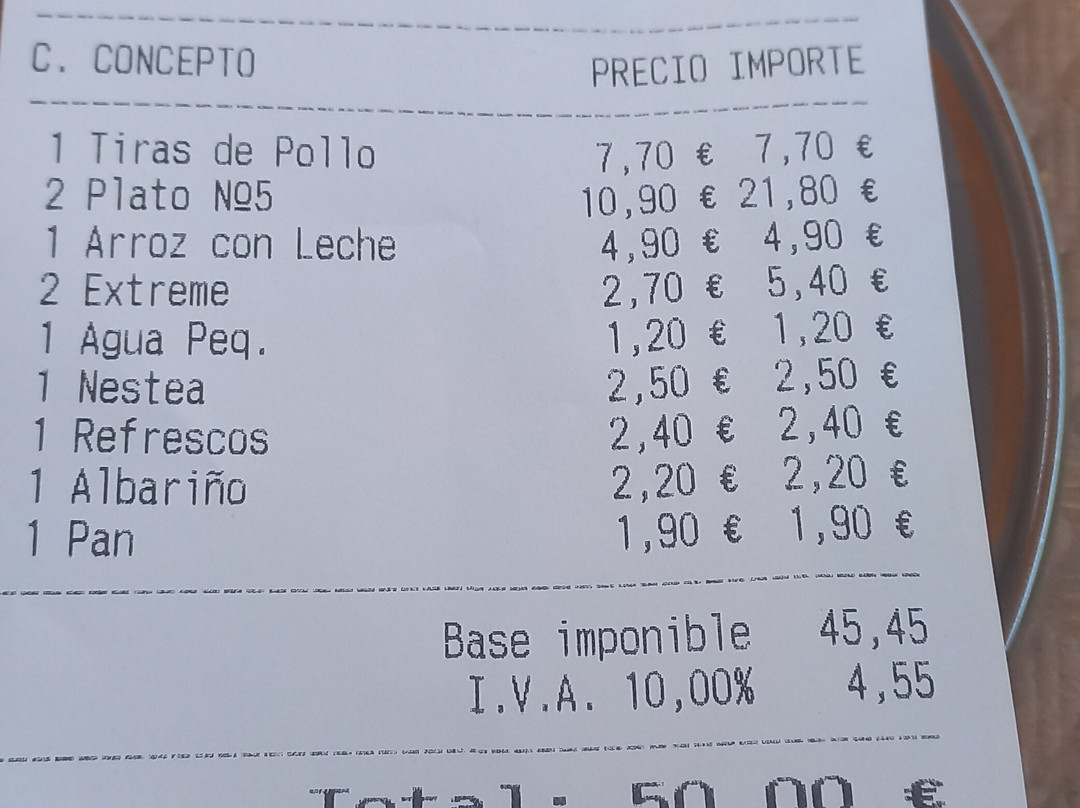 C. CONCEPTO PRECIO IMPORTE
1 Tiras de Pollo 7,70 € 7,70 €
2 Plato Nº5 10,90 € 21,80 €
1 Arroz con Leche 4,90 € 4,90 €
2 Extreme 2,70 € 5,40 €
1 Agua Peq. 1,20 € 1,20 €
1 Nestea 2,50 € 2,50 €
1 Refrescos 2,40 € 2,40 €
1 Albariño 2,20 € 2,20 €
1 Pan 1,90 € 1,90 €
Base imponible 45,45
I.V.A. 10,00% 4,55
Total: 50,00 €